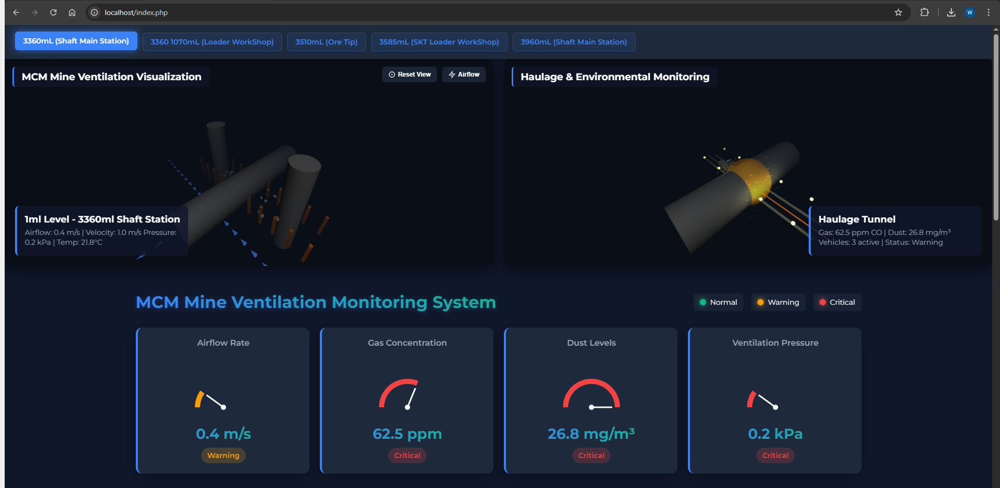 localhost/index.php
W
3360mL (Shaft Main Station)
3360 1070mL (Loader WorkShop)
3510mL (Ore Tip)
3585mL (SKT Loader WorkShop)
3960mL (Shaft Main Station)
MCM Mine Ventilation Visualization
Reset View
Airflow
1ml Level - 3360ml Shaft Station
Airflow: 0.4 m/s | Velocity: 1.0 m/s Pressure:
0.2 kPa | Temp: 21.8°C
Haulage & Environmental Monitoring
Haulage Tunnel
Gas: 62.5 ppm CO | Dust: 26.8 mg/m³
Vehicles: 3 active | Status: Warning
MCM Mine Ventilation Monitoring System
Normal
Warning
Critical
Airflow Rate
0.4 m/s
Warning
Gas Concentration
62.5 ppm
Critical
Dust Levels
26.8 mg/m³
Critical
Ventilation Pressure
0.2 kPa
Critical